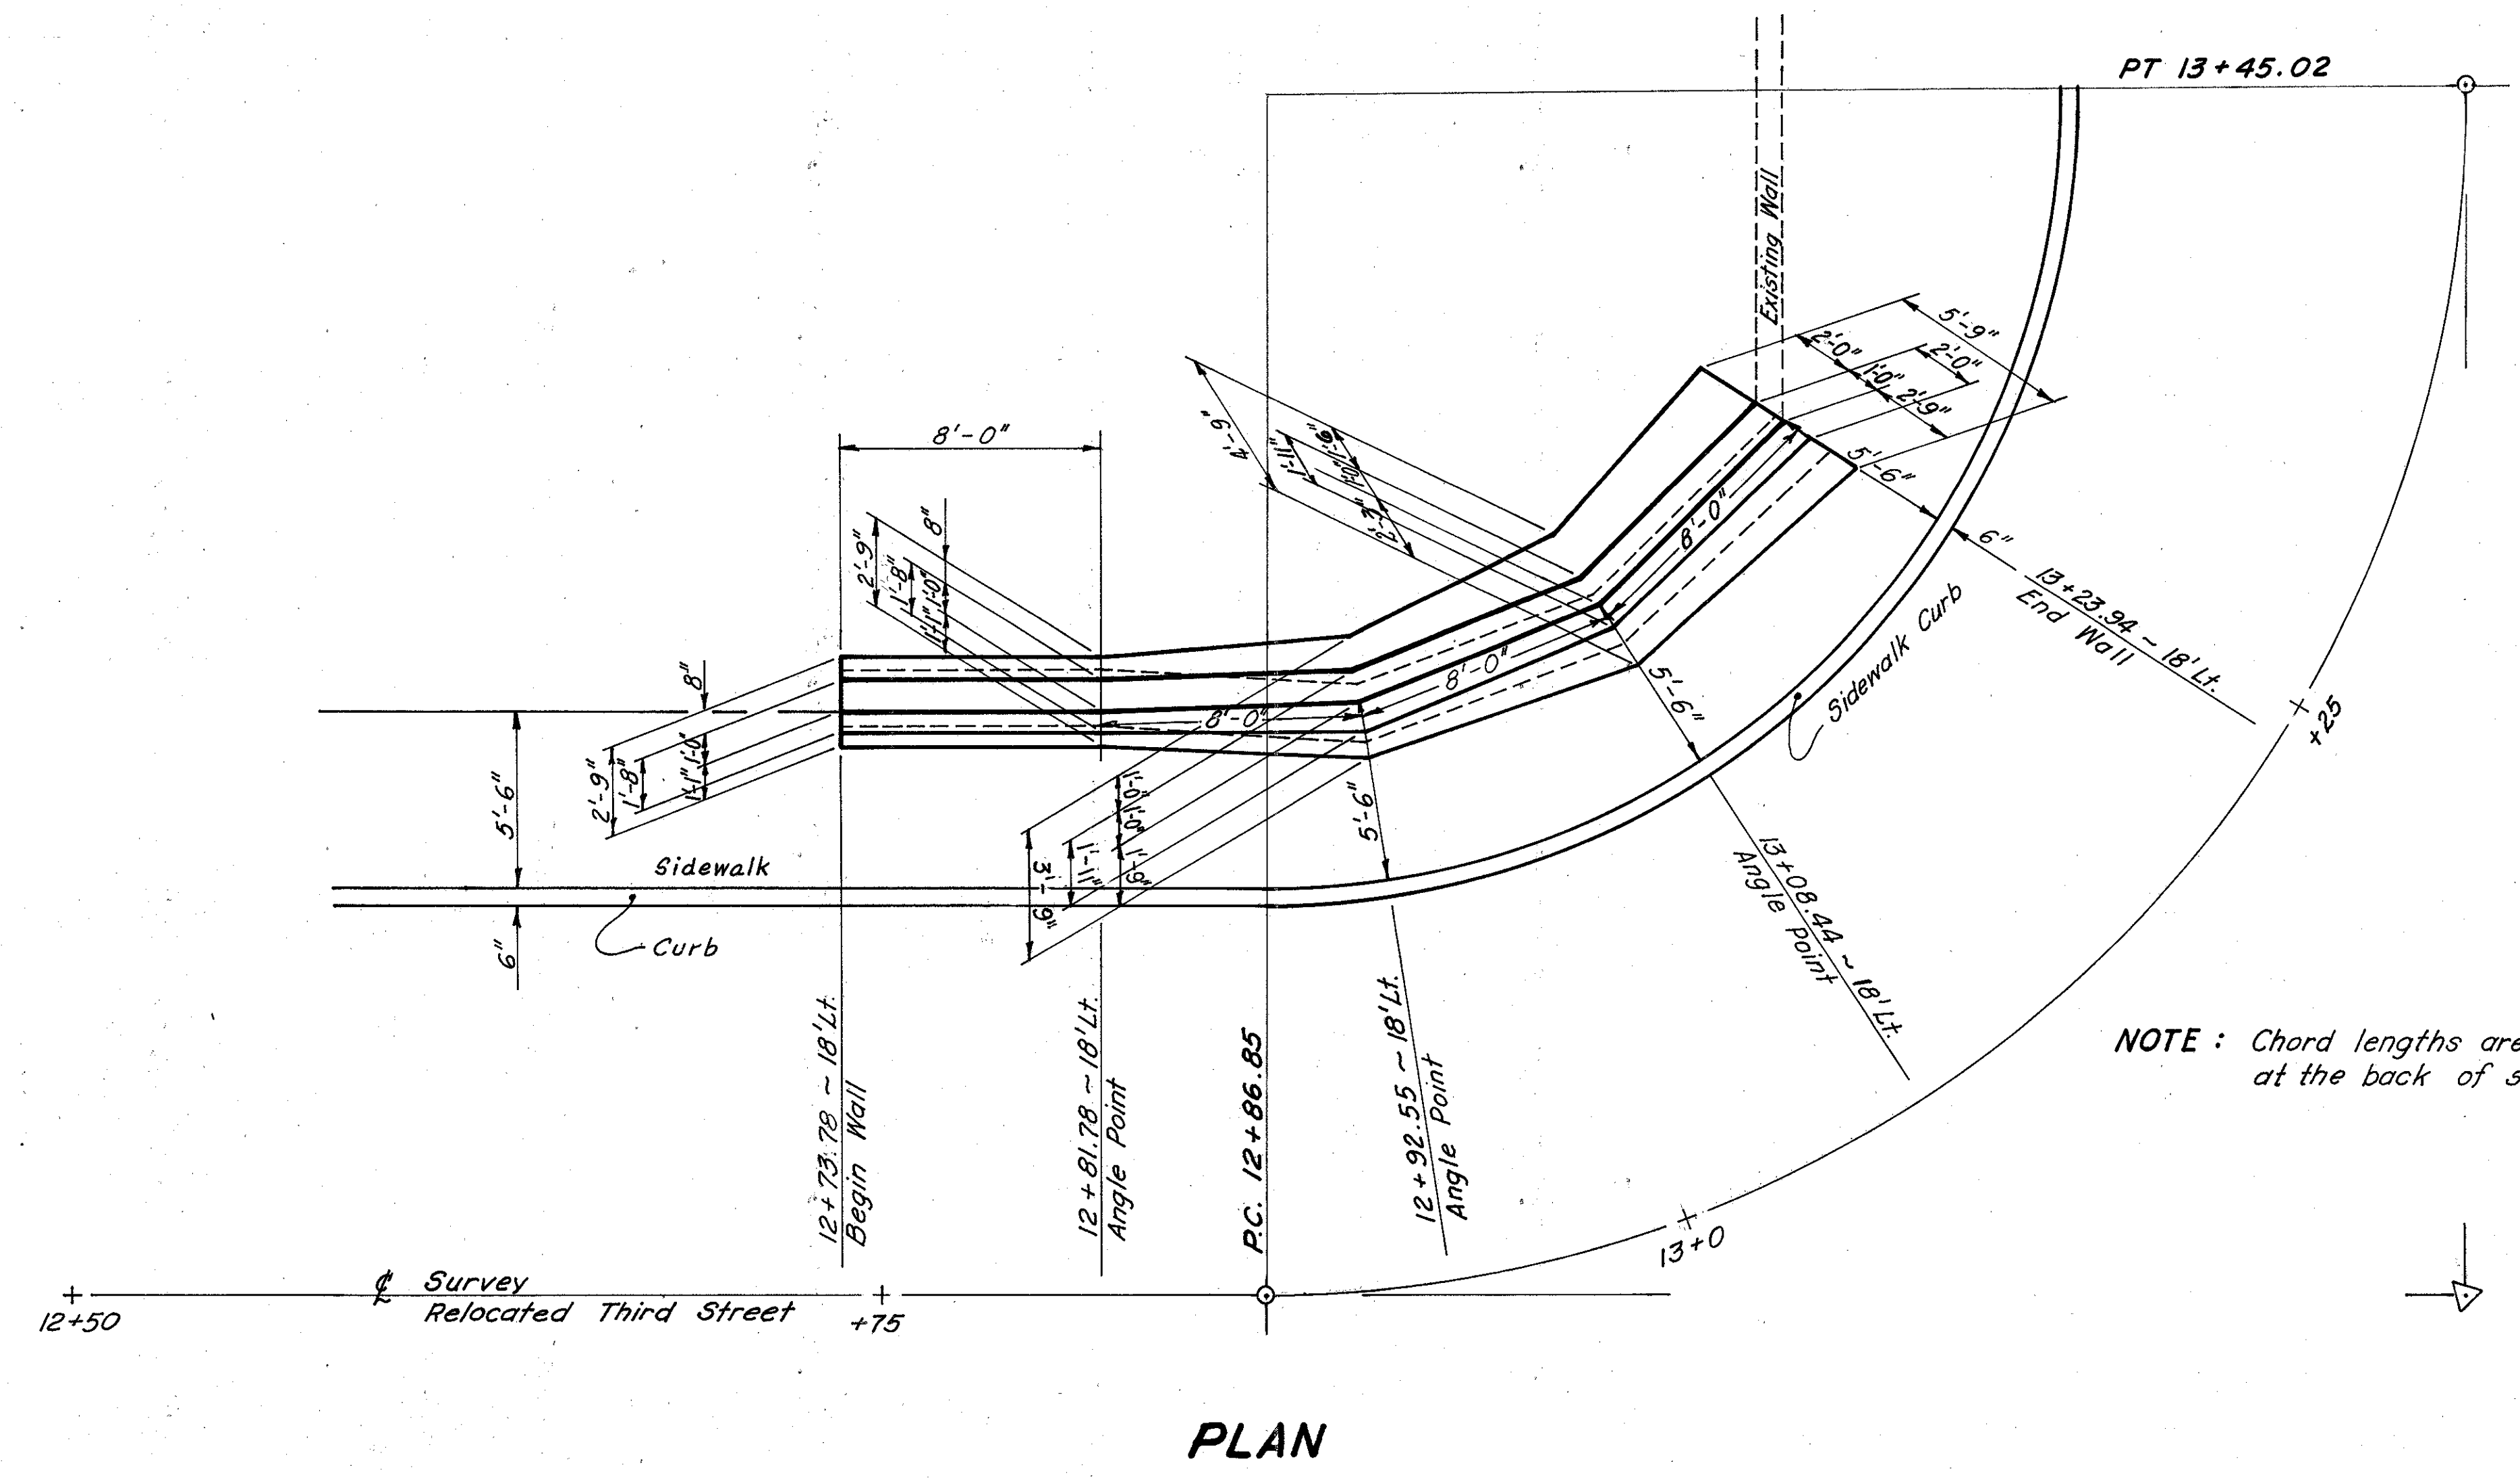 PT 13+45.02
Existing Wall
5'-9"
2'-0"
2'-0"
1'-0"
2'-9"
5'-6"
6"
13+23.94 ~ 18' Lt.
End Wall
+25
Sidewalk Curb
4'-9"
1'-11"
1'-6"
1'-0"
2'-3"
8'-0"
8'-0"
8'-0"
8'-0"
5'-6"
13+08.44 ~ 18' Lt.
Angle point
2'-9"
1'-8"
8"
1'-0"
1'-1"
8"
2'-9"
1'-8"
1'-0"
1'-1"
5'-6"
6"
Sidewalk
Curb
1'-0"
1'-0"
1'-9"
1'-11"
3'-9"
5'-6"
12+73.78 ~ 18' Lt.
Begin Wall
12+81.78 ~ 18' Lt.
Angle Point
P.C. 12+86.85
12+92.55 ~ 18' Lt.
Angle Point
NOTE : Chord lengths are
at the back of s
13+0
₵ Survey
Relocated Third Street
12+50
+75
PLAN